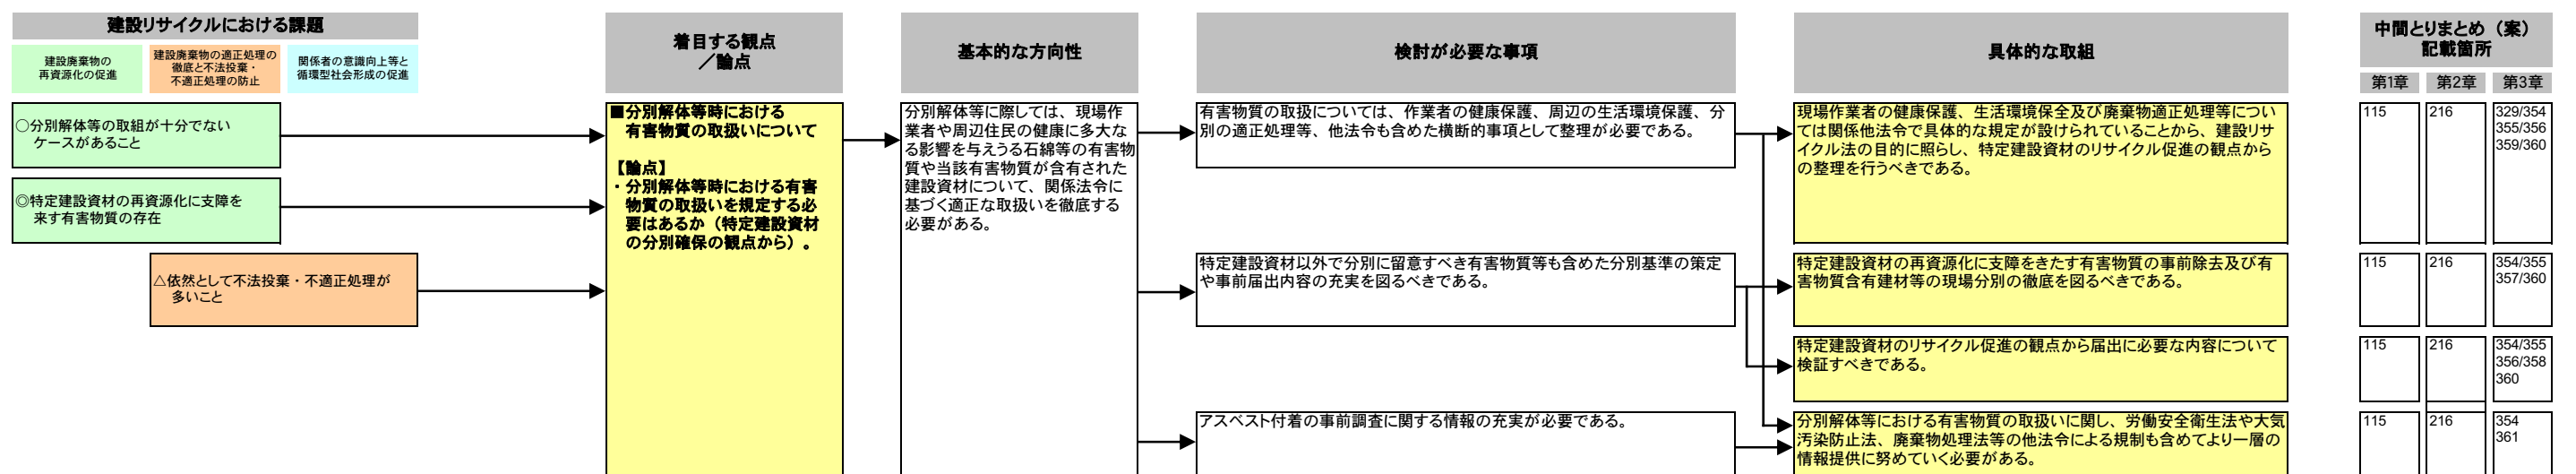 建設リサイクルにおける課題
建設廃棄物の
再資源化の促進
建設廃棄物の適正処理の
徹底と不法投棄・
不適正処理の防止
関係者の意識向上等と
循環型社会形成の促進
着目する観点
／論点
基本的な方向性
検討が必要な事項
具体的な取組
中間とりまとめ（案）
記載箇所
第1章
第2章
第3章
○分別解体等の取組が十分でない
ケースがあること
◎特定建設資材の再資源化に支障を
来す有害物質の存在
△依然として不法投棄・不適正処理が
多いこと
■分別解体等時における
有害物質の取扱いについて
【論点】
・分別解体等時における有害
物質の取扱いを規定する必
要はあるか（特定建設資材
の分別確保の観点から）。
分別解体等に際しては、現場作
業者や周辺住民の健康に多大な
る影響を与えうる石綿等の有害物
質や当該有害物質が含有された
建設資材について、関係法令に
基づく適正な取扱いを徹底する
必要がある。
有害物質の取扱については、作業者の健康保護、周辺の生活環境保護、分
別の適正処理等、他法令も含めた横断的事項として整理が必要である。
特定建設資材以外で分別に留意すべき有害物質等も含めた分別基準の策定
や事前届出内容の充実を図るべきである。
アスベスト付着の事前調査に関する情報の充実が必要である。
現場作業者の健康保護、生活環境保全及び廃棄物適正処理等につい
ては関係他法令で具体的な規定が設けられていることから、建設リサ
イクル法の目的に照らし、特定建設資材のリサイクル促進の観点から
の整理を行うべきである。
115
216
329/354
355/356
359/360
特定建設資材の再資源化に支障をきたす有害物質の事前除去及び有
害物質含有建材等の現場分別の徹底を図るべきである。
115
216
354/355
357/360
特定建設資材のリサイクル促進の観点から届出に必要な内容について
検証すべきである。
115
216
354/355
356/358
360
分別解体等における有害物質の取扱いに関し、労働安全衛生法や大気
汚染防止法、廃棄物処理法等の他法令による規制も含めてより一層の
情報提供に努めていく必要がある。
115
216
354
361